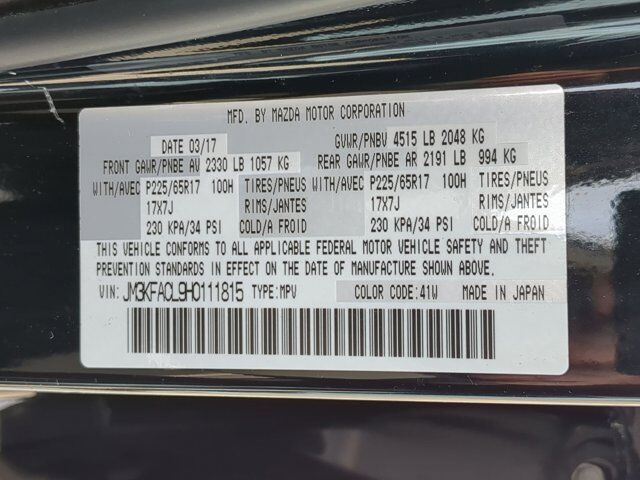 MFD. BY MAZDA MOTOR CORPORATION
DATE 03/17 GVWR/PNBV 4515 LB 2048 KG
FRONT GAWR/PNBE AV 2330 LB 1057 KG REAR GAWR/PNBE AR 2191 LB 994 KG
WITH/AVEC P225/65R17 100H TIRES/PNEUS WITH/AVEC P225/65R17 100H TIRES/PNEUS
17X7J RIMS/JANTES 17X7J RIMS/JANTES
230 KPA/34 PSI COLD/A FROID 230 KPA/34 PSI COLD/A FROID
THIS VEHICLE CONFORMS TO ALL APPLICABLE FEDERAL MOTOR VEHICLE SAFETY AND THEFT
PREVENTION STANDARDS IN EFFECT ON THE DATE OF MANUFACTURE SHOWN ABOVE.
VIN: JM3KFACL9H0111815 TYPE:MPV COLOR CODE:41W MADE IN JAPAN